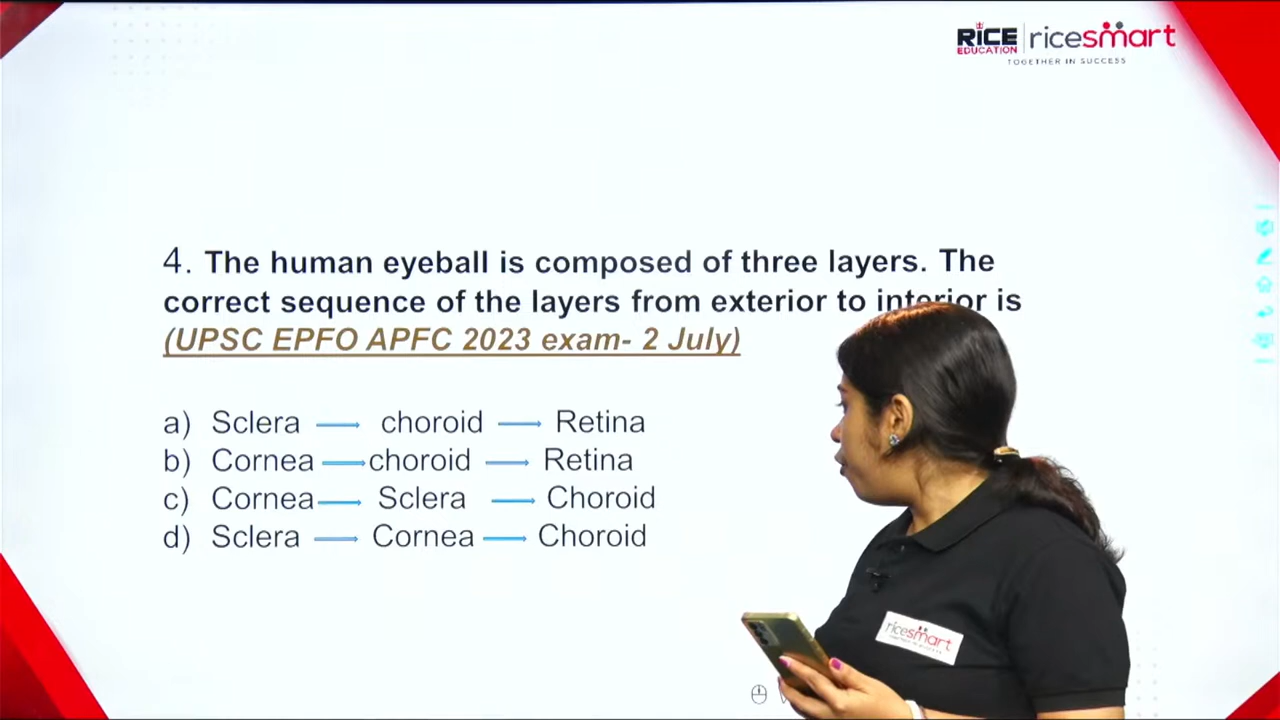 RICE EDUCATION | ricesmart
TOGETHER IN SUCCESS
4. The human eyeball is composed of three layers. The
correct sequence of the layers from exterior to interior is
(UPSC EPFO APFC 2023 exam- 2 July)
a) Sclera → choroid → Retina
b) Cornea → choroid → Retina
c) Cornea → Sclera → Choroid
d) Sclera → Cornea → Choroid
ricesmart